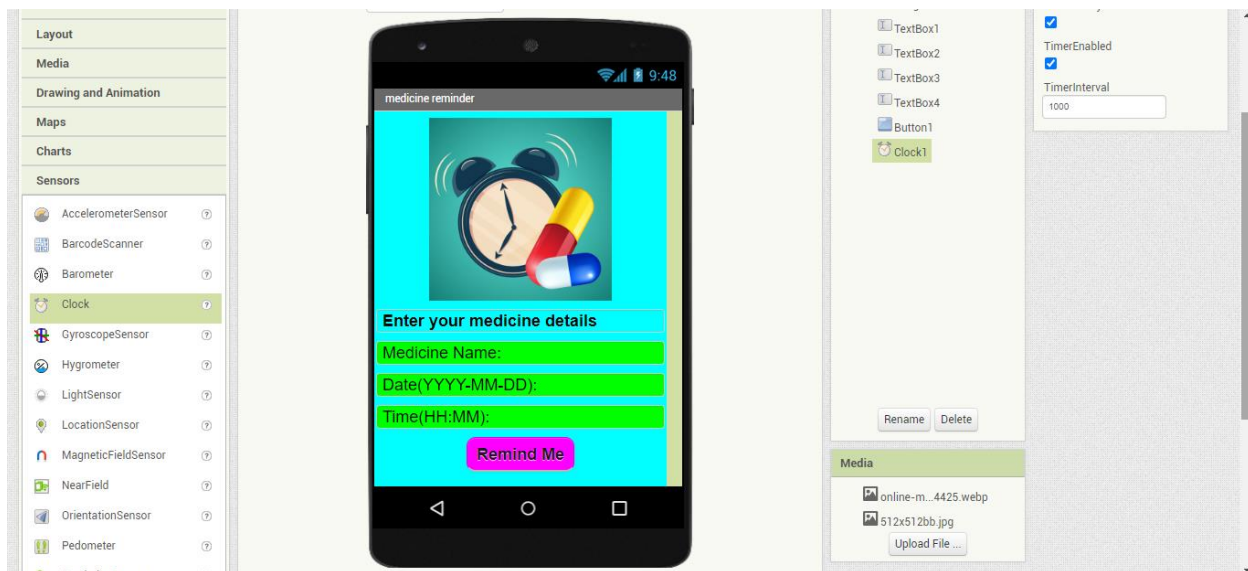 Layout
Media
Drawing and Animation
Maps
Charts
Sensors
AccelerometerSensor ?
BarcodeScanner ?
Barometer ?
Clock ?
GyroscopeSensor ?
Hygrometer ?
LightSensor ?
LocationSensor ?
MagneticFieldSensor ?
NearField ?
OrientationSensor ?
Pedometer ?
9:48
medicine reminder
Enter your medicine details
Medicine Name:
Date(YYYY-MM-DD):
Time(HH:MM):
Remind Me
TextBox1
TextBox2
TextBox3
TextBox4
Button1
Clock1
Rename Delete
Media
online-m...4425.webp
512x512bb.jpg
Upload File ...
TimerEnabled
TimerInterval
1000